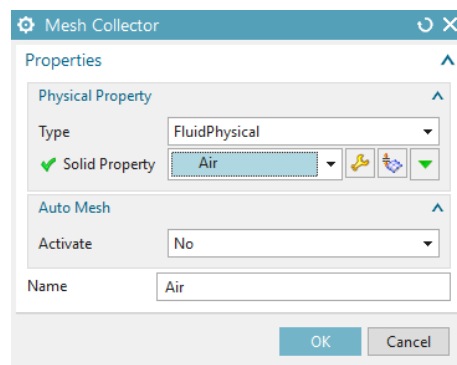 Mesh Collector
Properties
Physical Property
Type FluidPhysical
Solid Property Air
Auto Mesh
Activate No
Name Air
OK Cancel